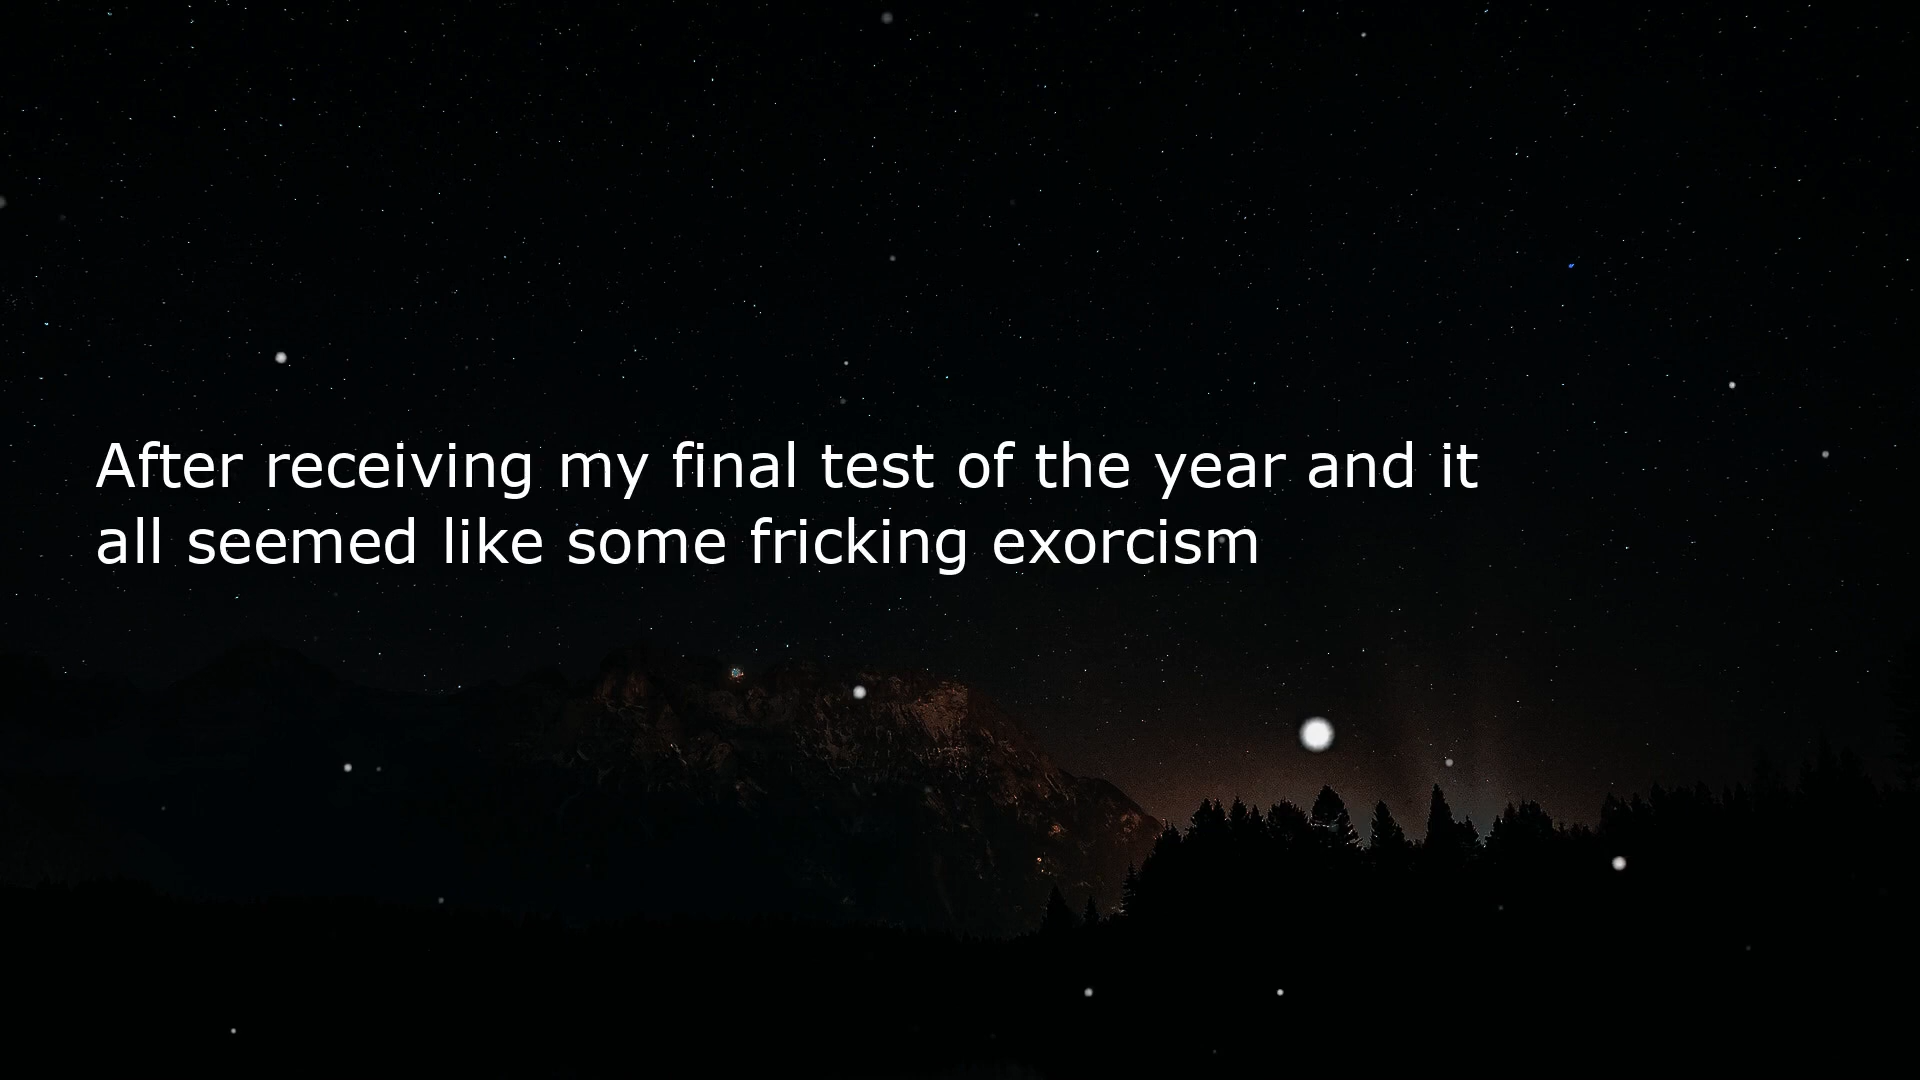 After receiving my final test of the year and it
all seemed like some fricking exorcism